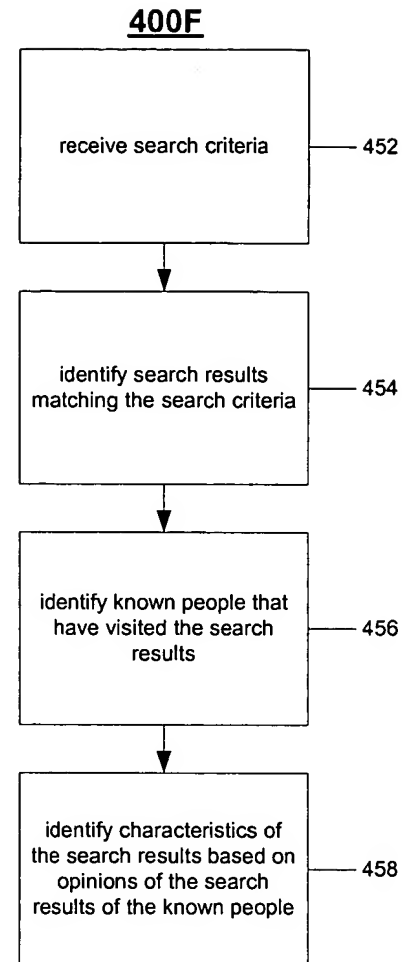 400F
receive search criteria
452
identify search results
matching the search criteria
454
identify known people that
have visited the search
results
456
identify characteristics of
the search results based on
opinions of the search
results of the known people
458